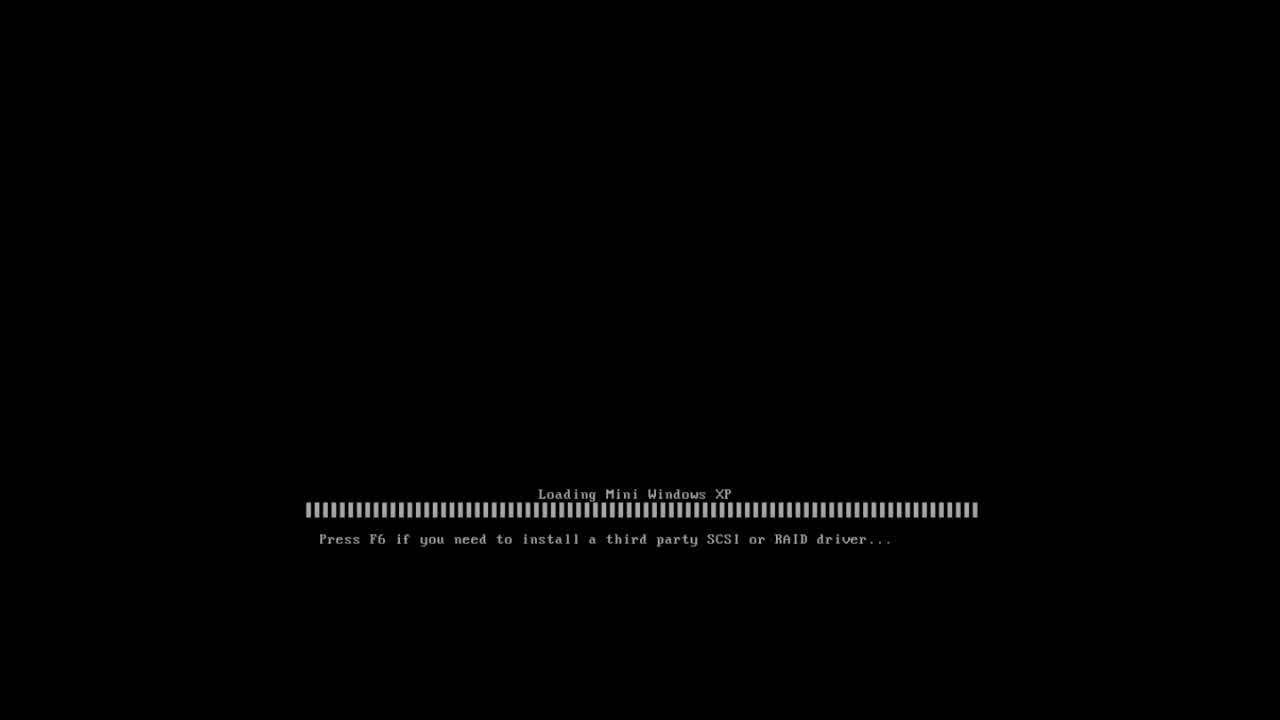 Loading Mini Windows XP
Press F6 if you need to install a third party SCSI or RAID driver...